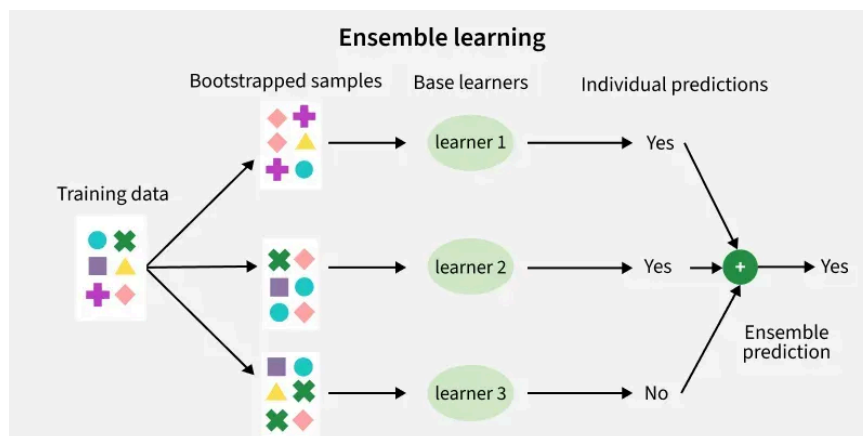 Ensemble learning
Bootstrapped samples
Base learners
Individual predictions
Training data
learner 1
Yes
learner 2
Yes
+
Yes
Ensemble
prediction
learner 3
No